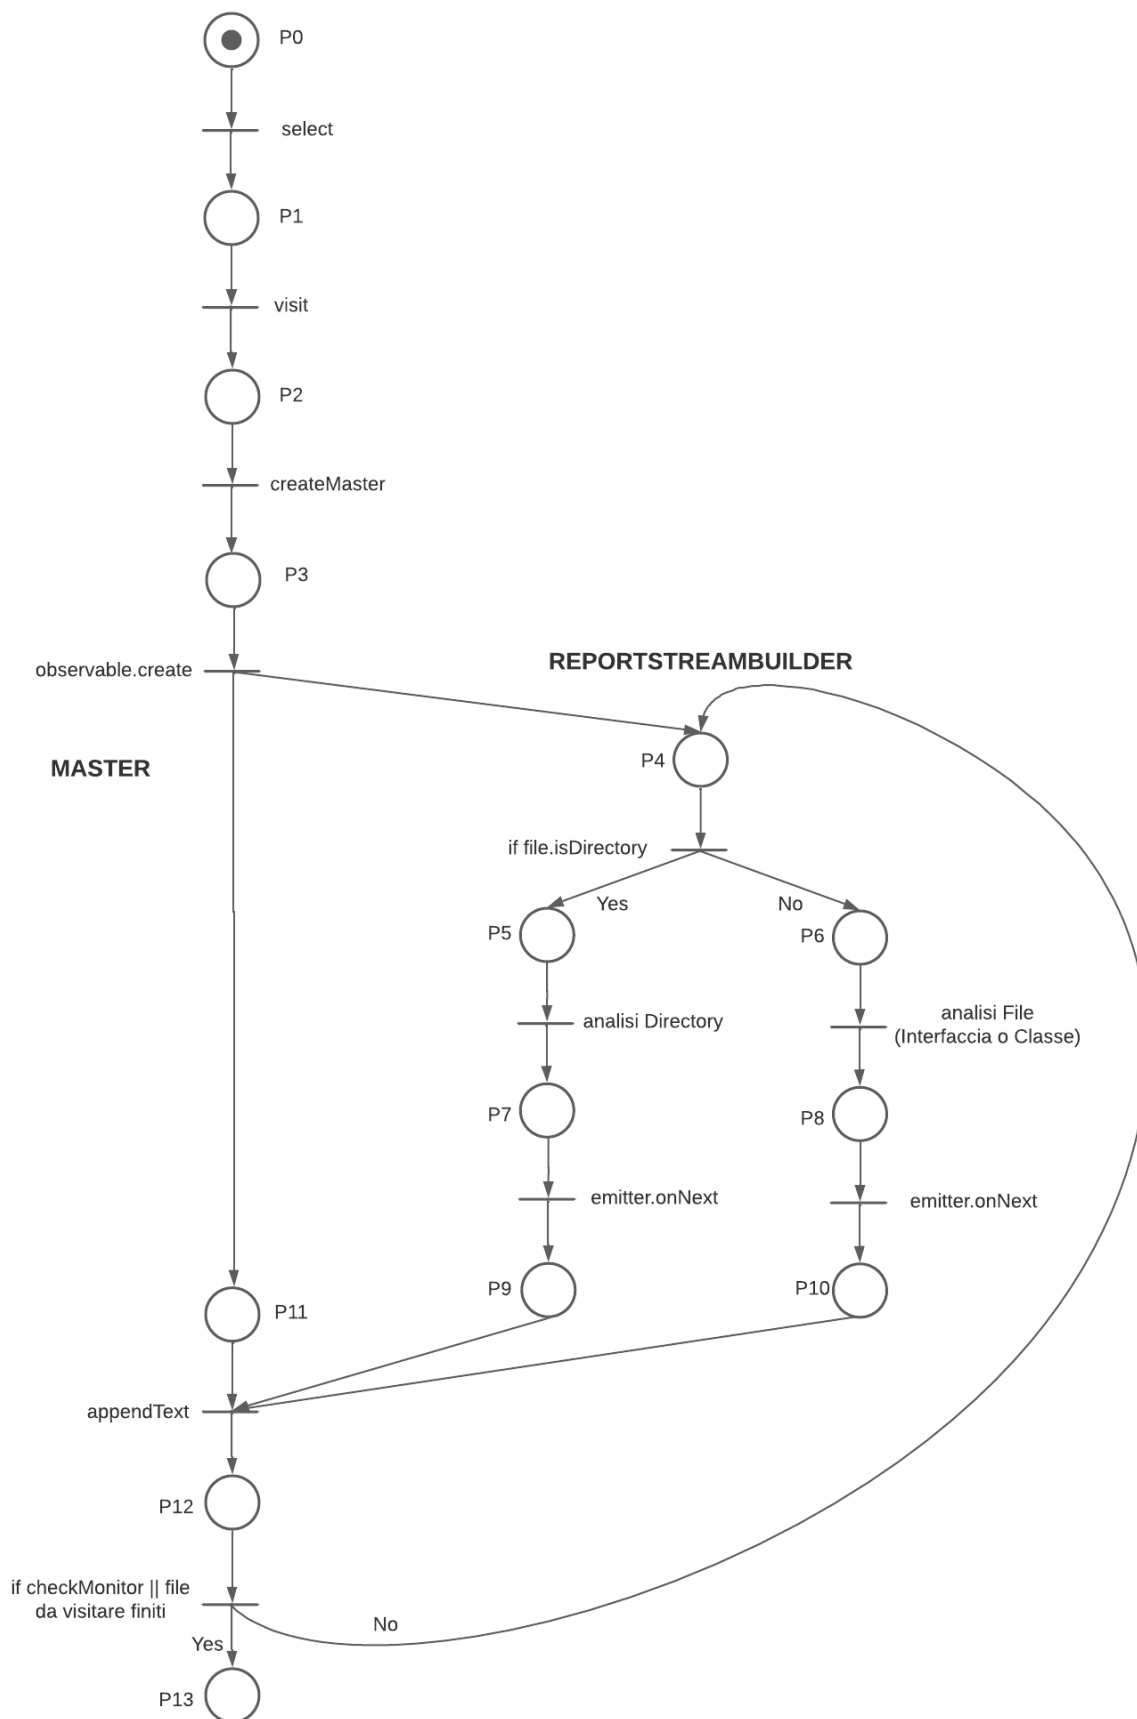 P0
select
P1
visit
P2
createMaster
P3
observable.create
REPORTSTREAMBUILDER
MASTER
P4
if file.isDirectory
Yes
No
P5
P6
analisi Directory
analisi File
(Interfaccia o Classe)
P7
P8
emitter.onNext
emitter.onNext
P9
P10
P11
appendText
P12
if checkMonitor || file
da visitare finiti
No
Yes
P13